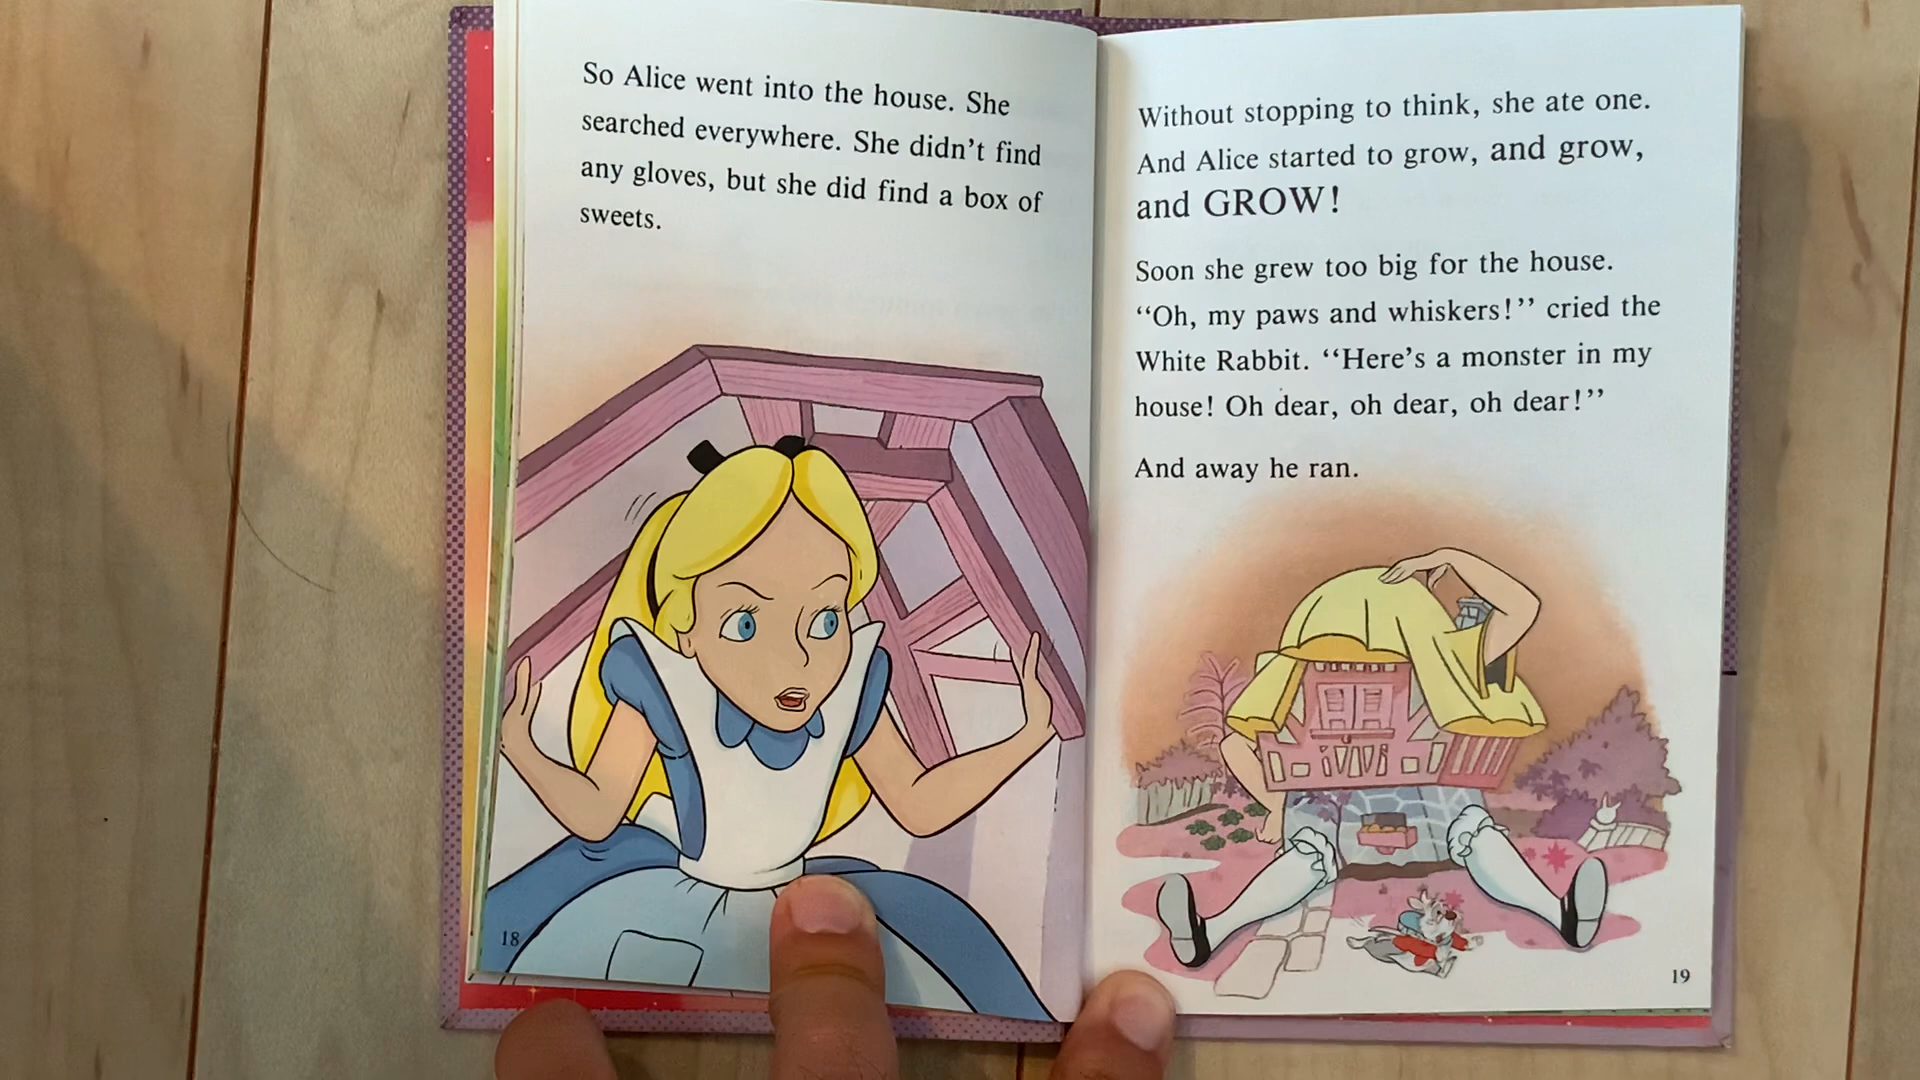 So Alice went into the house. She
searched everywhere. She didn't find
any gloves, but she did find a box of
sweets.
18
Without stopping to think, she ate one.
And Alice started to grow, and grow,
and GROW!
Soon she grew too big for the house.
“Oh, my paws and whiskers!” cried the
White Rabbit. “Here's a monster in my
house! Oh dear, oh dear, oh dear!”
And away he ran.
19